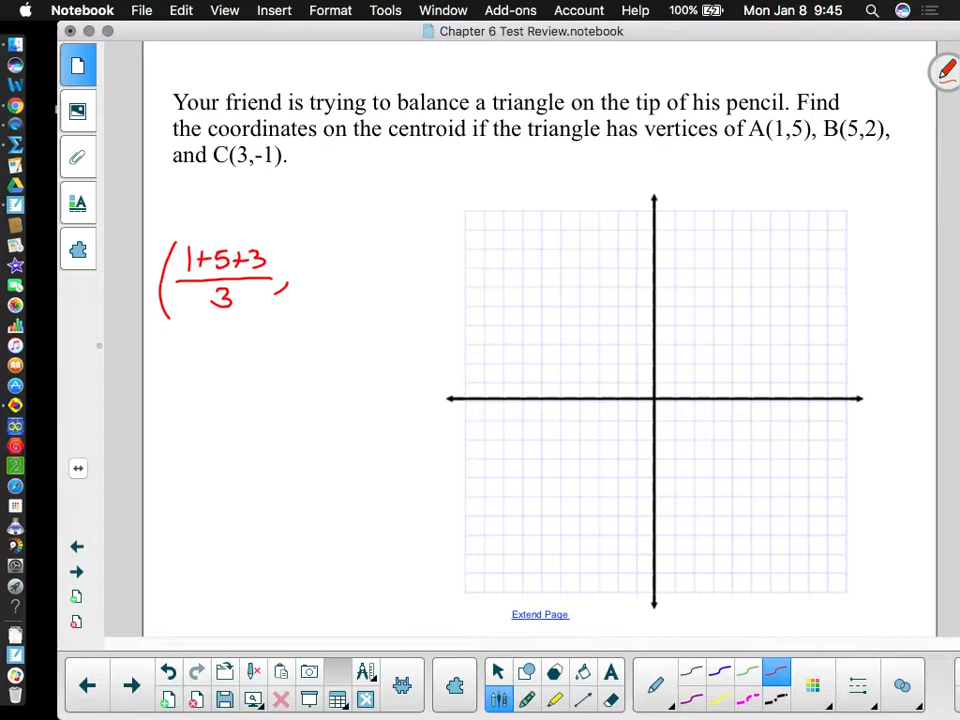 Notebook File Edit View Insert Format Tools Window Add-ons Account Help 100% Mon Jan 8 9:45
Chapter 6 Test Review.notebook
Your friend is trying to balance a triangle on the tip of his pencil. Find
the coordinates on the centroid if the triangle has vertices of A(1,5), B(5,2),
and C(3,-1).
(1+5+3
3 ,
Extend Page